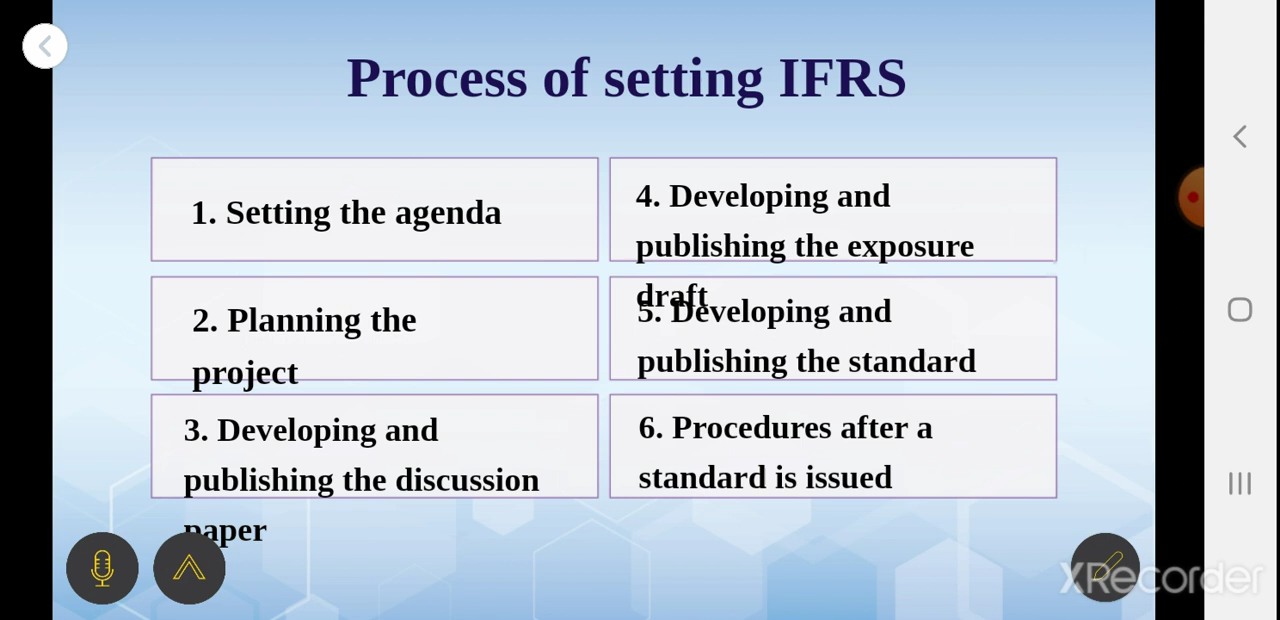 Process of setting IFRS
1. Setting the agenda
2. Planning the
project
3. Developing and
publishing the discussion
paper
4. Developing and
publishing the exposure
draft
5. Developing and
publishing the standard
6. Procedures after a
standard is issued
XRecorder